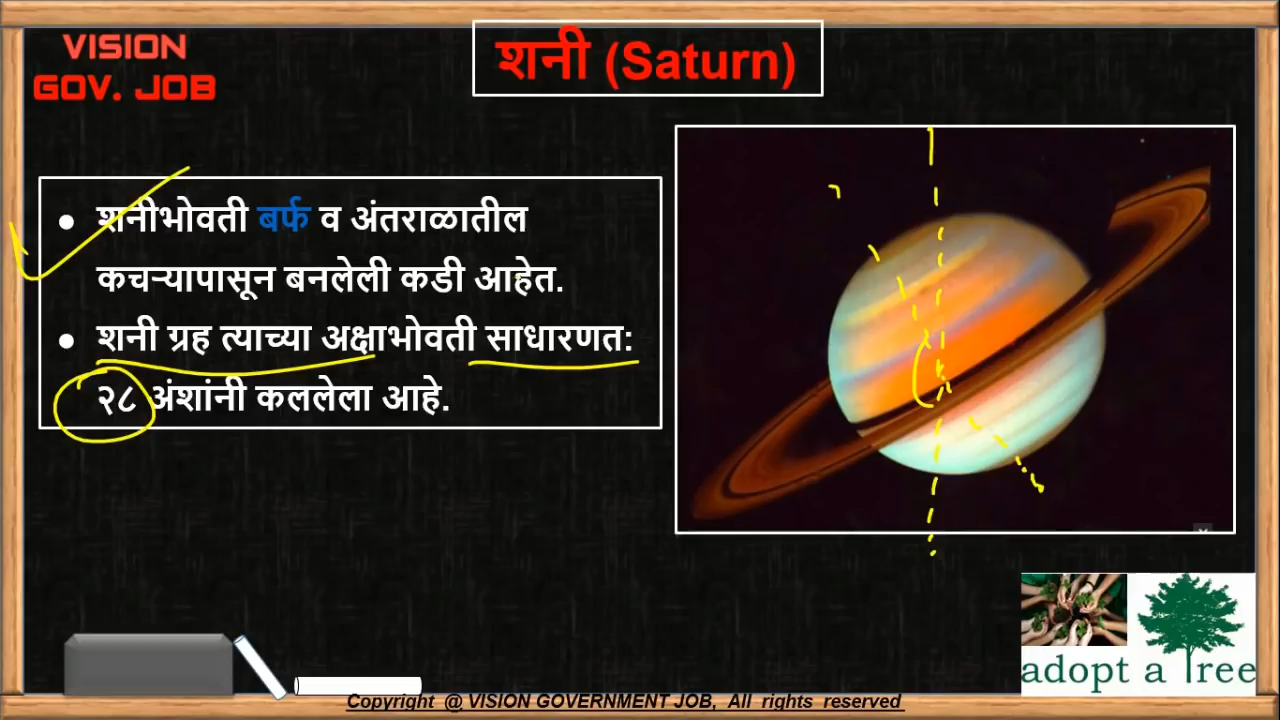 VISION
GOV. JOB
शनी (Saturn)
• शनीभोवती बर्फ व अंतराळातील
कचऱ्यापासून बनलेली कडी आहेत.
• शनी ग्रह त्याच्या अक्षाभोवती साधारणत:
२८ अंशांनी कललेला आहे.
adopt a Tree
Copyright @ VISION GOVERNMENT JOB, All rights reserved